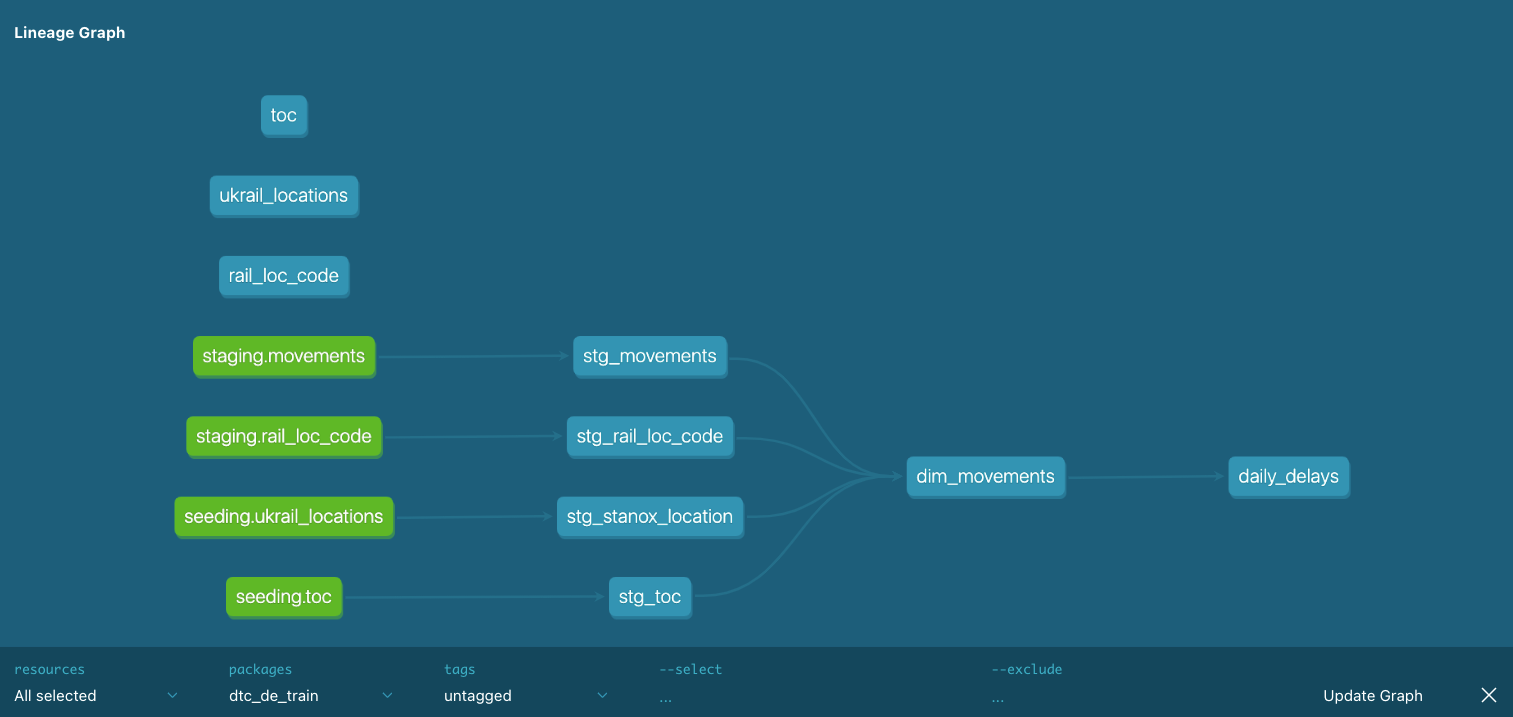 Lineage Graph
toc
ukrail_locations
rail_loc_code
staging.movements
stg_movements
staging.rail_loc_code
stg_rail_loc_code
dim_movements
daily_delays
seeding.ukrail_locations
stg_stanox_location
seeding.toc
stg_toc
resources packages tags --select --exclude
All selected dtc_de_train untagged ... ... Update Graph